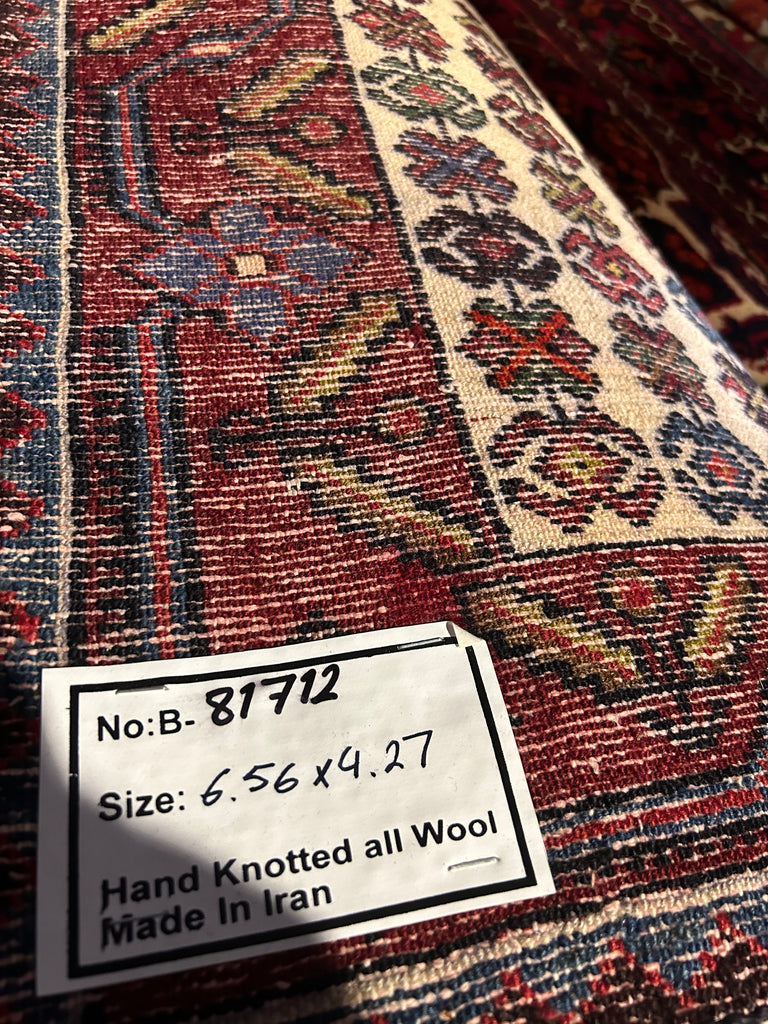 No:B- 81712
Size: 6.56 x 4.27
Hand Knotted all Wool
Made In Iran